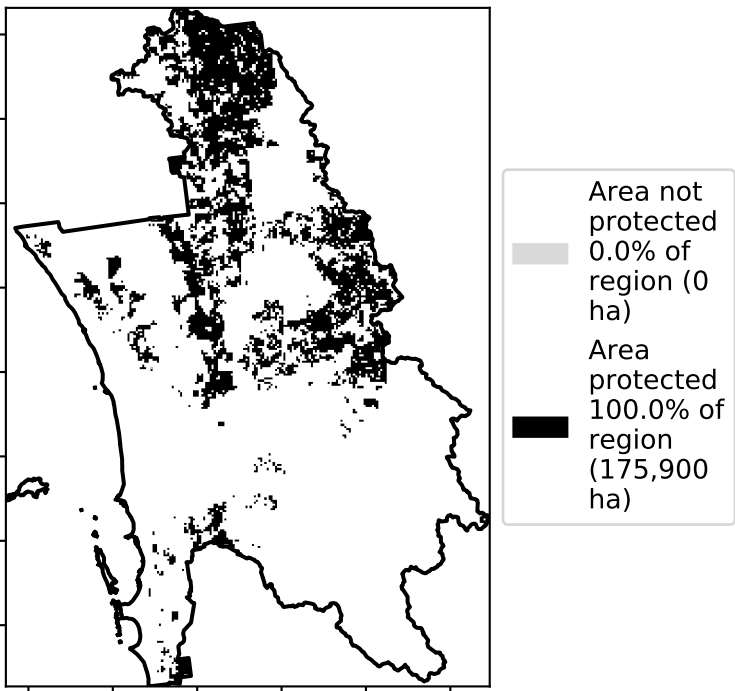 Area not
protected
0.0% of
region (0
ha)
Area
protected
100.0% of
region
(175,900
ha)